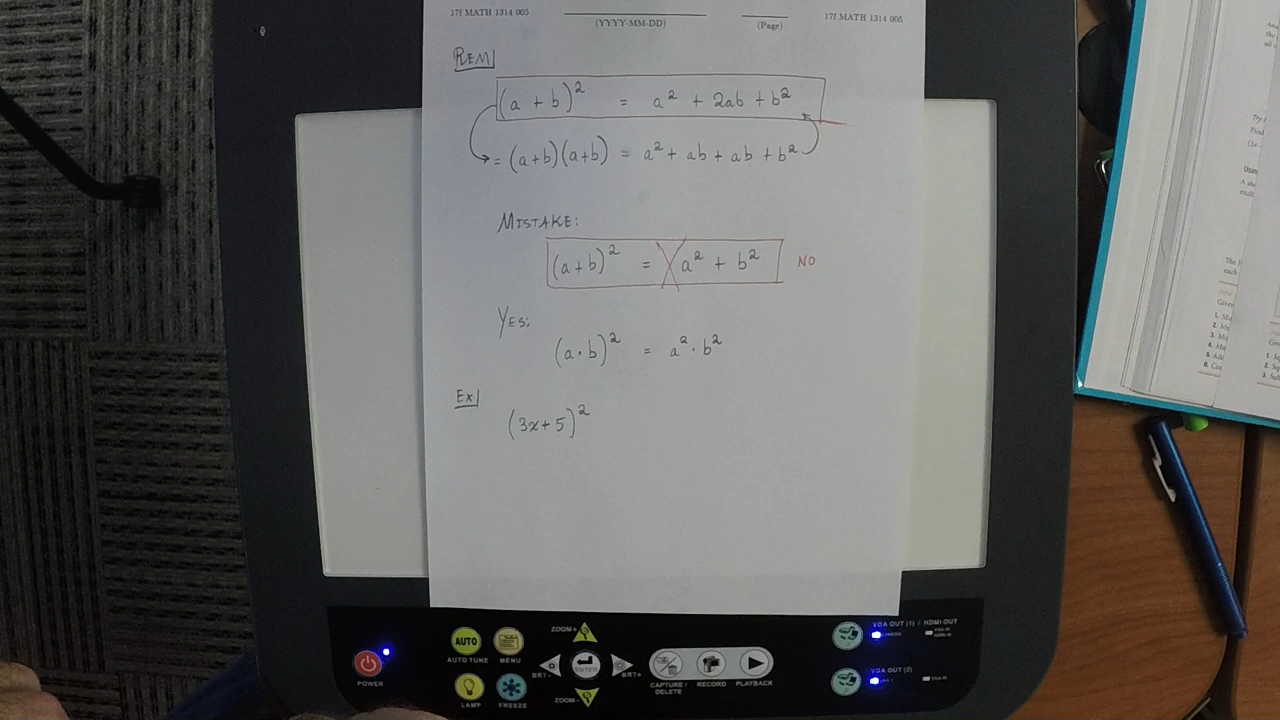 17f MATH 1314 005
(YYYY-MM-DD)
(Page)
17f MATH 1314 005
REM
(a + b)² = a² + 2ab + b²
= (a+b)(a+b) = a² + ab + ab + b²
MISTAKE:
(a+b)² = a² + b² NO
YES:
(a·b)² = a²·b²
Ex
(3x+5)²
AUTO
AUTO TUNE
MENU
ZOOM+
BRT-
ENTER
BRT+
ZOOM-
LAMP
FREEZE
POWER
CAPTURE/
DELETE
RECORD
PLAYBACK
VGA OUT (1) / HDMI OUT
VGA OUT (2)